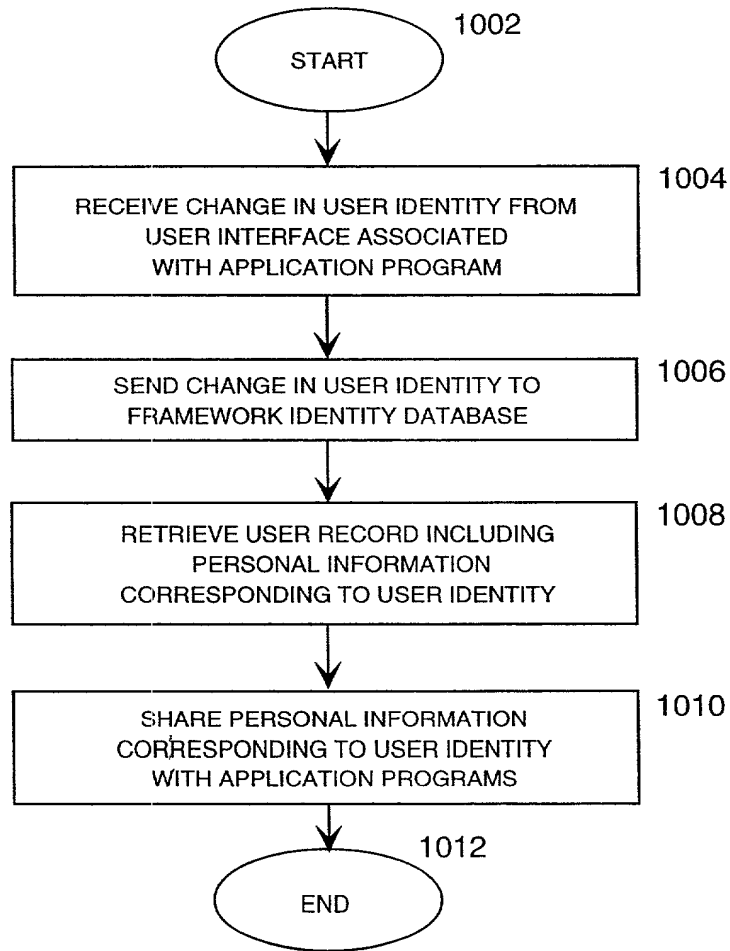 1002
START
1004
RECEIVE CHANGE IN USER IDENTITY FROM
USER INTERFACE ASSOCIATED
WITH APPLICATION PROGRAM
1006
SEND CHANGE IN USER IDENTITY TO
FRAMEWORK IDENTITY DATABASE
1008
RETRIEVE USER RECORD INCLUDING
PERSONAL INFORMATION
CORRESPONDING TO USER IDENTITY
1010
SHARE PERSONAL INFORMATION
CORRESPONDING TO USER IDENTITY
WITH APPLICATION PROGRAMS
1012
END